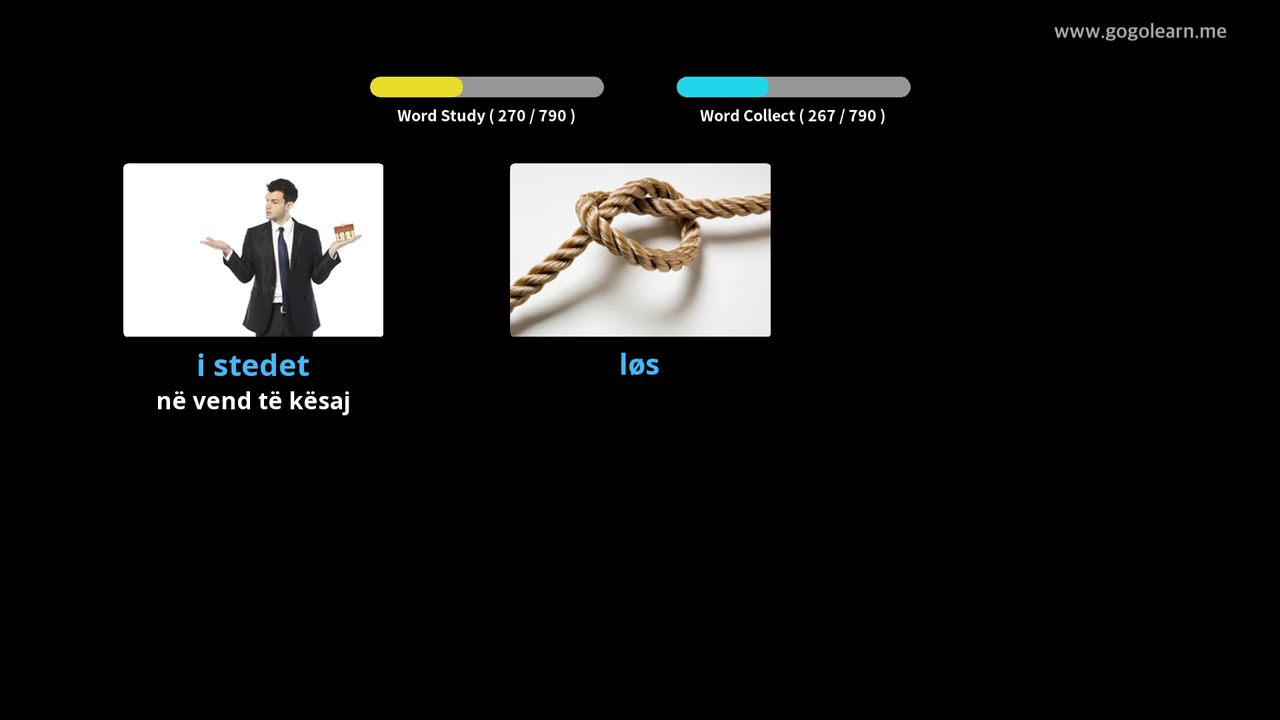 www.gogolearn.me
Word Study ( 270 / 790 )
Word Collect ( 267 / 790 )
i stedet
në vend të kësaj
løs